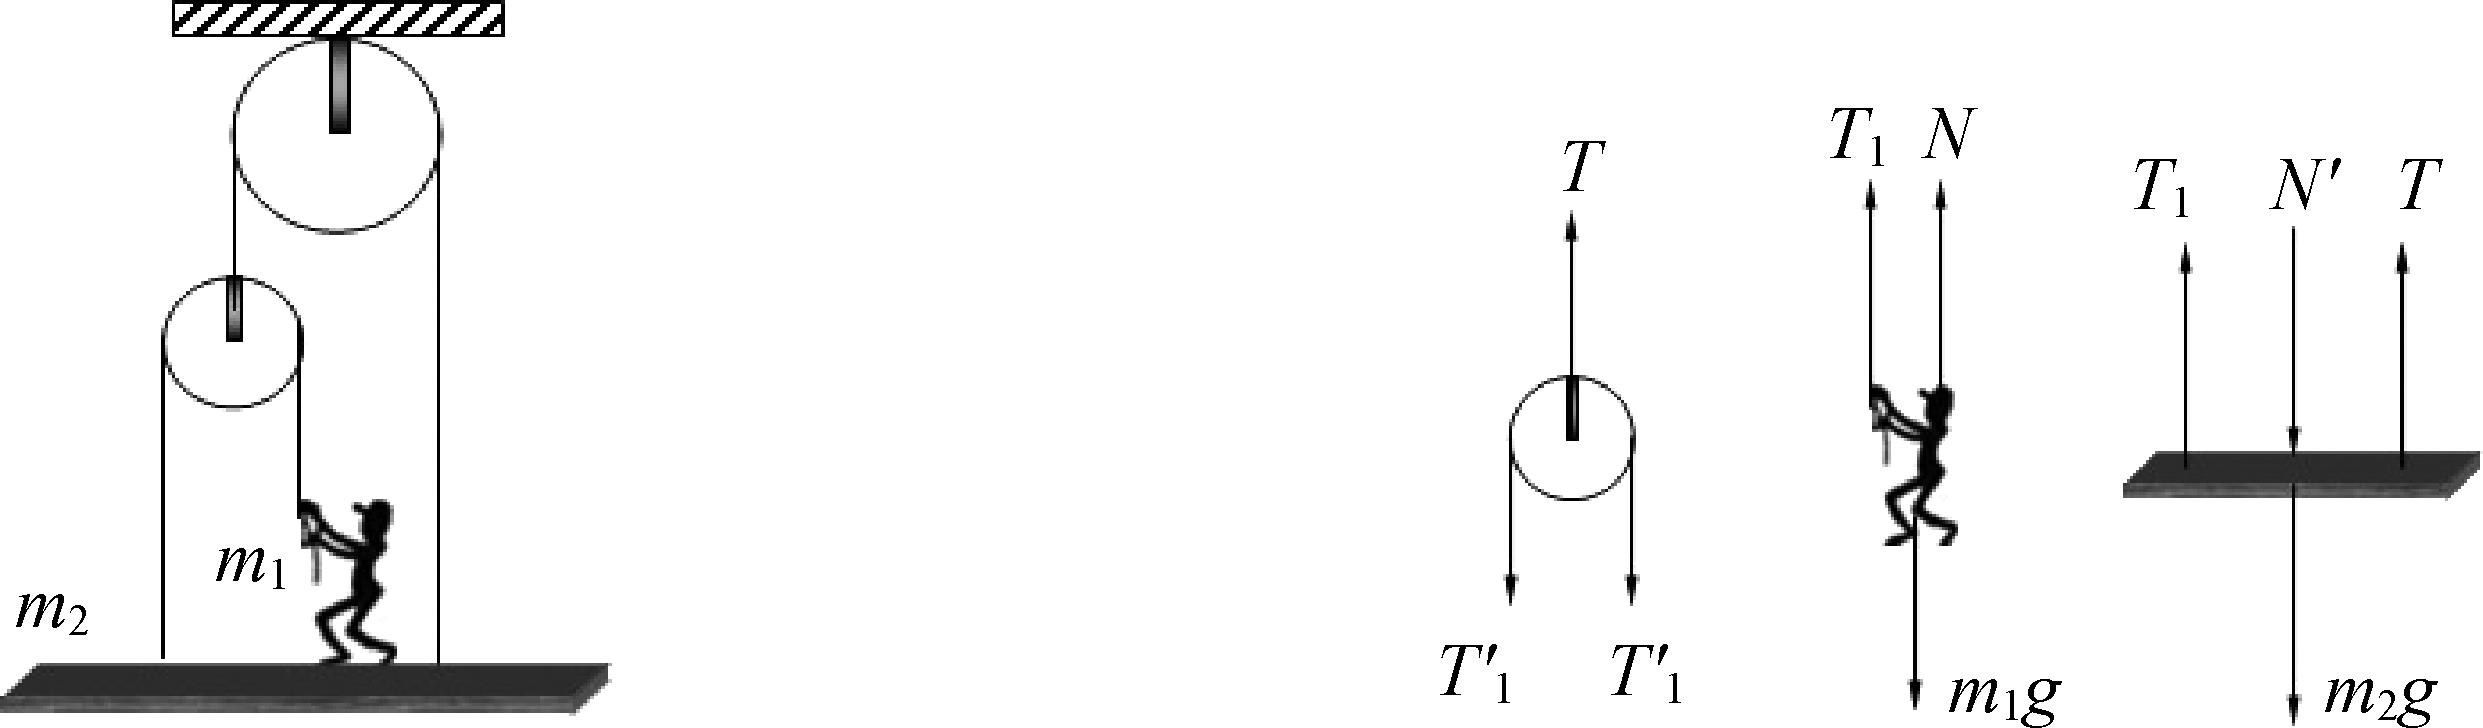 m₁
m₂
T
T'₁ T'₁
T₁ N
m₁g
T₁ N' T
m₂g